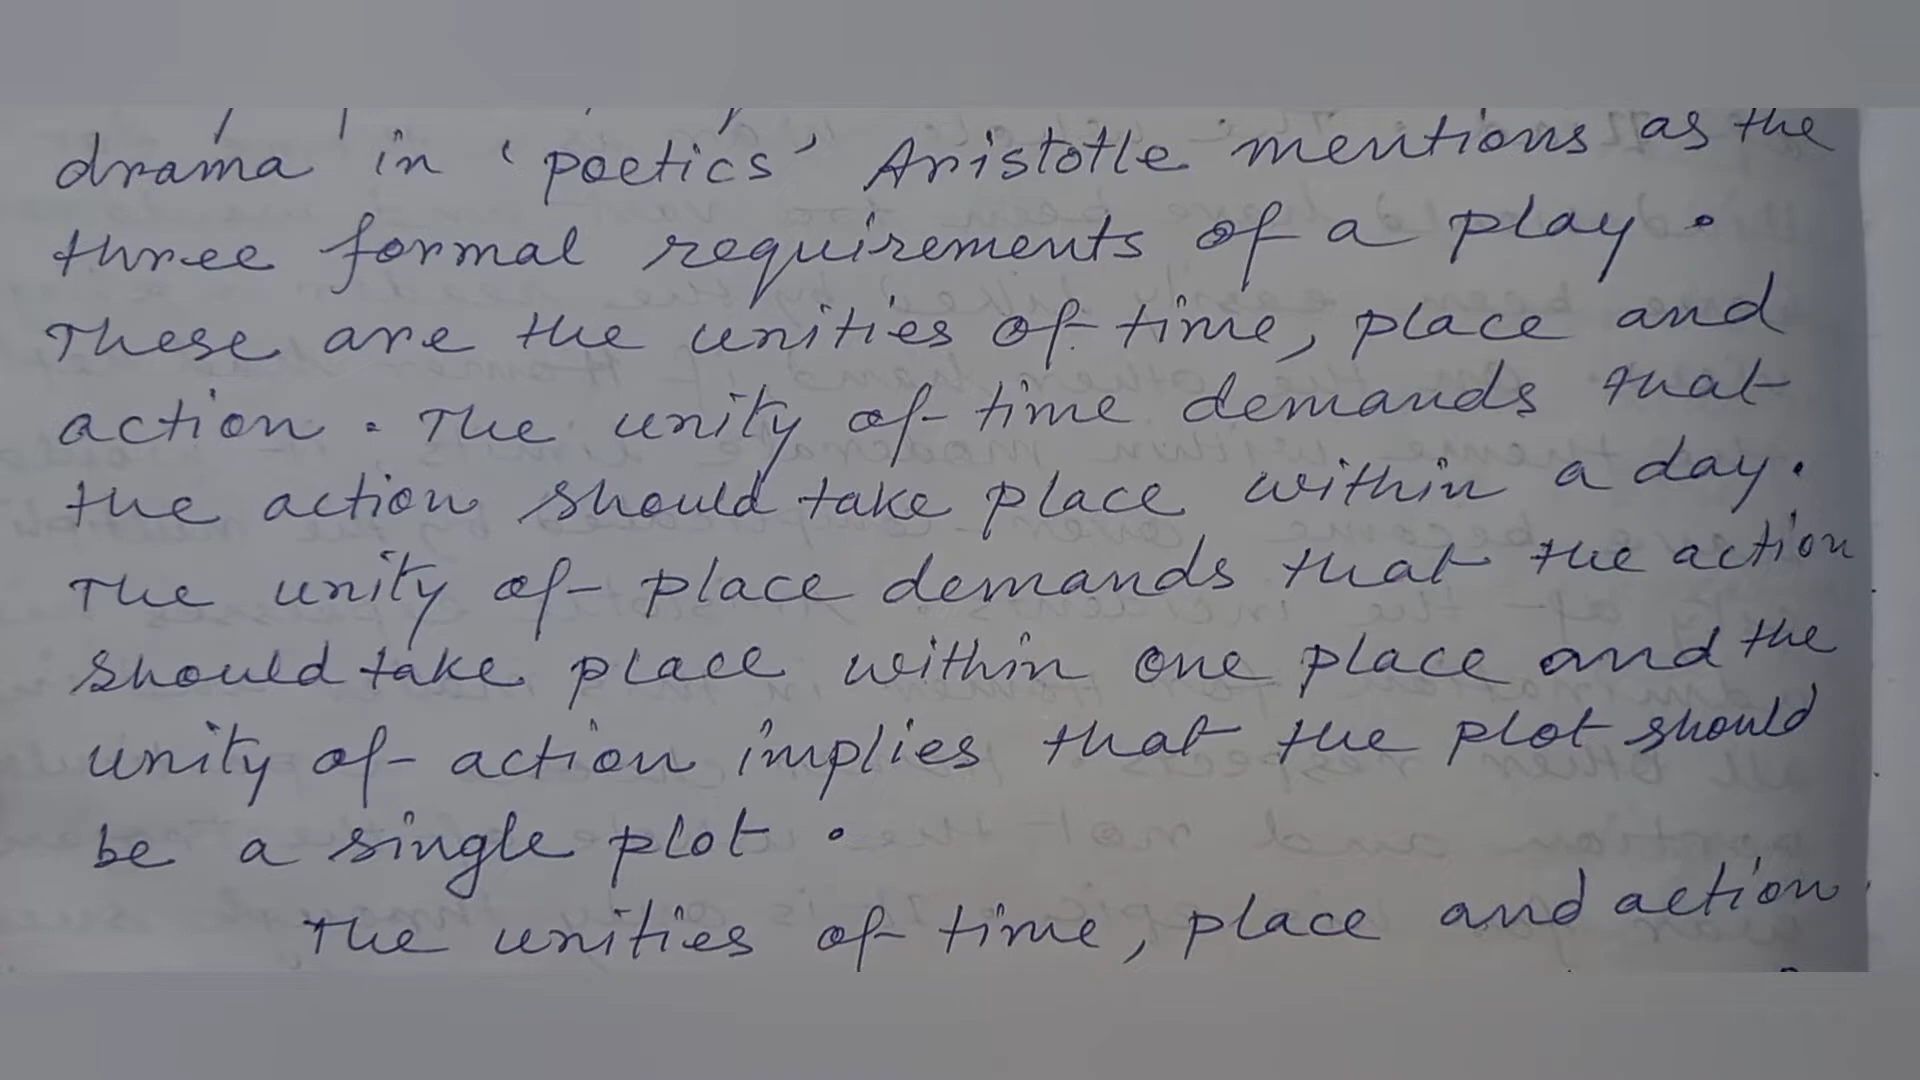 drama in 'poetics' Aristotle mentions as the
three formal requirements of a play.
These are the unities of time, place and
action. The unity of time demands that
the action should take place within a day.
The unity of place demands that the action
should take place within one place and the
unity of action implies that the plot should
be a single plot.
The unities of time, place and action